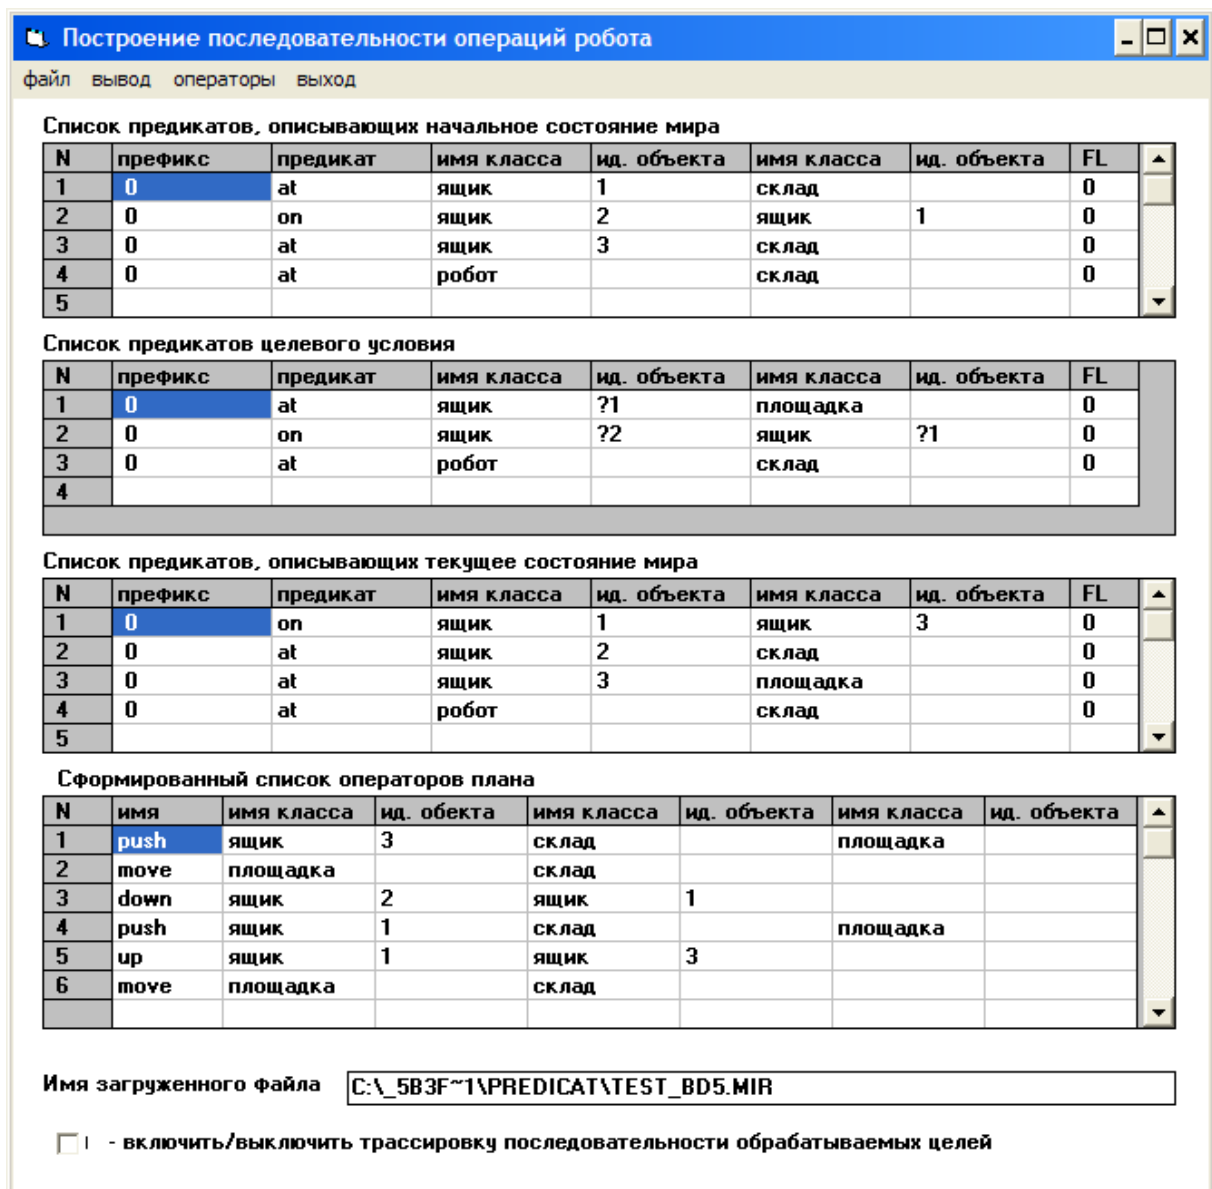 Построение последовательности операций робота
файл вывод операторы выход
Список предикатов, описывающих начальное состояние мира
N префикс предикат имя класса ид. объекта имя класса ид. объекта FL
1 0 at ящик 1 склад 0
2 0 on ящик 2 ящик 1 0
3 0 at ящик 3 склад 0
4 0 at робот склад 0
5
Список предикатов целевого условия
N префикс предикат имя класса ид. объекта имя класса ид. объекта FL
1 0 at ящик ?1 площадка 0
2 0 on ящик ?2 ящик ?1 0
3 0 at робот склад 0
4
Список предикатов, описывающих текущее состояние мира
N префикс предикат имя класса ид. объекта имя класса ид. объекта FL
1 0 on ящик 1 ящик 3 0
2 0 at ящик 2 склад 0
3 0 at ящик 3 площадка 0
4 0 at робот склад 0
5
Сформированный список операторов плана
N имя имя класса ид. обекта имя класса ид. объекта имя класса ид. объекта
1 push ящик 3 склад площадка
2 move площадка склад
3 down ящик 2 ящик 1
4 push ящик 1 склад площадка
5 up ящик 1 ящик 3
6 move площадка склад
Имя загруженного файла C:\_5B3F~1\PREDICAT\TEST_BD5.MIR
- включить/выключить трассировку последовательности обрабатываемых целей